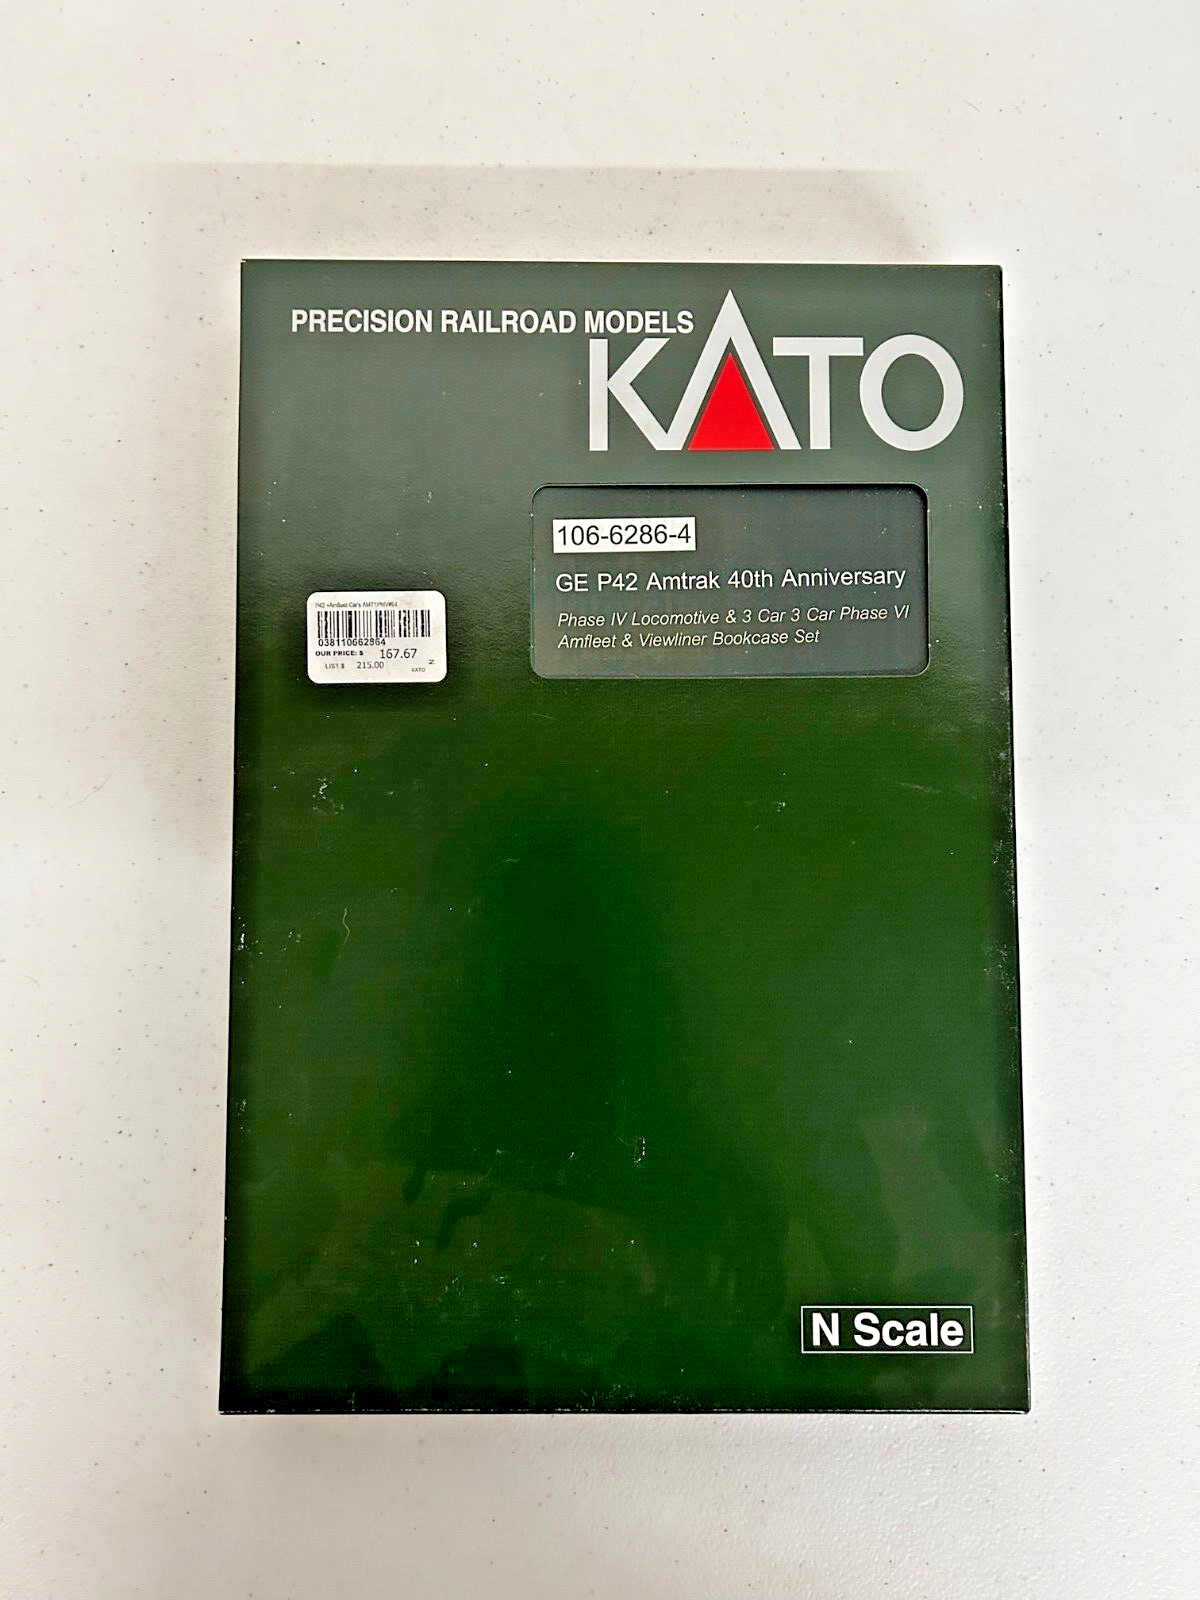 PRECISION RAILROAD MODELS
KATO
106-6286-4
GE P42 Amtrak 40th Anniversary
Phase IV Locomotive & 3 Car 3 Car Phase VI
Amfleet & Viewliner Bookcase Set
038110662864
OUR PRICE: $ 167.67
LIST $ 215.00
KATO
Z
N Scale